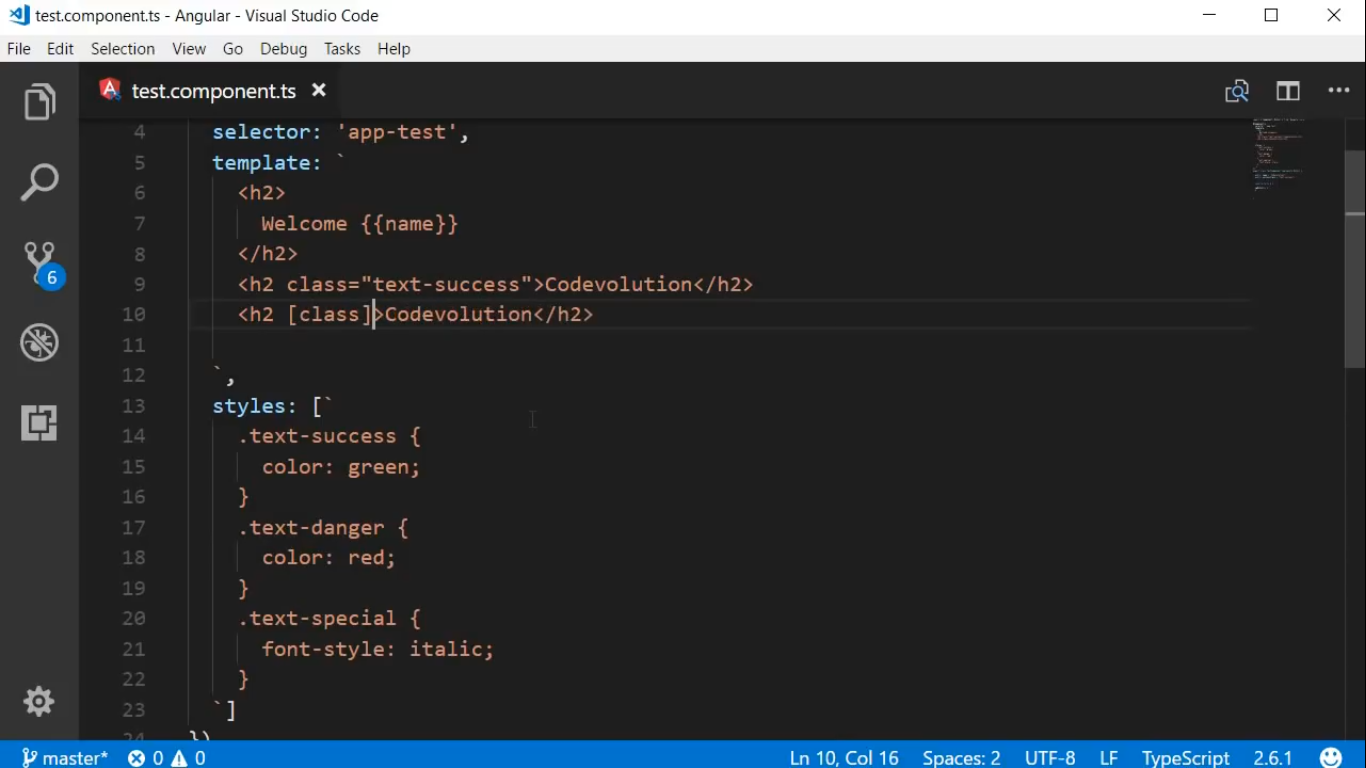 test.component.ts - Angular - Visual Studio Code
File Edit Selection View Go Debug Tasks Help
test.component.ts
4 selector: 'app-test',
5 template: `
6 <h2>
7 Welcome {{name}}
8 </h2>
9 <h2 class="text-success">Codevolution</h2>
10 <h2 [class]>Codevolution</h2>
11
12 `,
13 styles: [`
14 .text-success {
15 color: green;
16 }
17 .text-danger {
18 color: red;
19 }
20 .text-special {
21 font-style: italic;
22 }
23 `]
24 })
6
master* 0 0 Ln 10, Col 16 Spaces: 2 UTF-8 LF TypeScript 2.6.1